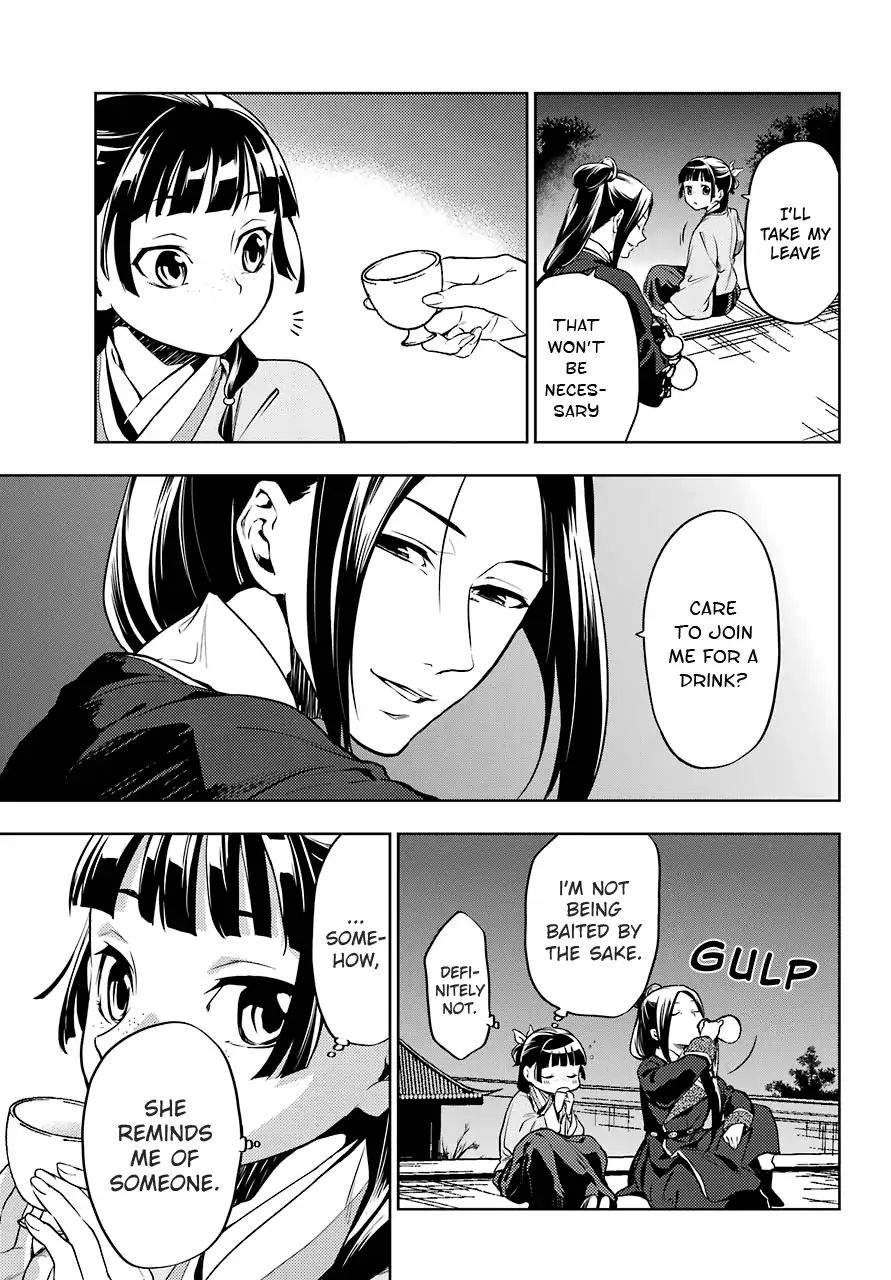 I'LL
TAKE MY
LEAVE
THAT
WON'T
BE
NECES-
SARY
CARE
TO JOIN
ME FOR A
DRINK?
I'M NOT
BEING
BAITED BY
THE SAKE.
DEFI-
NITELY
NOT.
GULP
...
SOME-
HOW,
SHE
REMINDS
ME OF
SOMEONE.